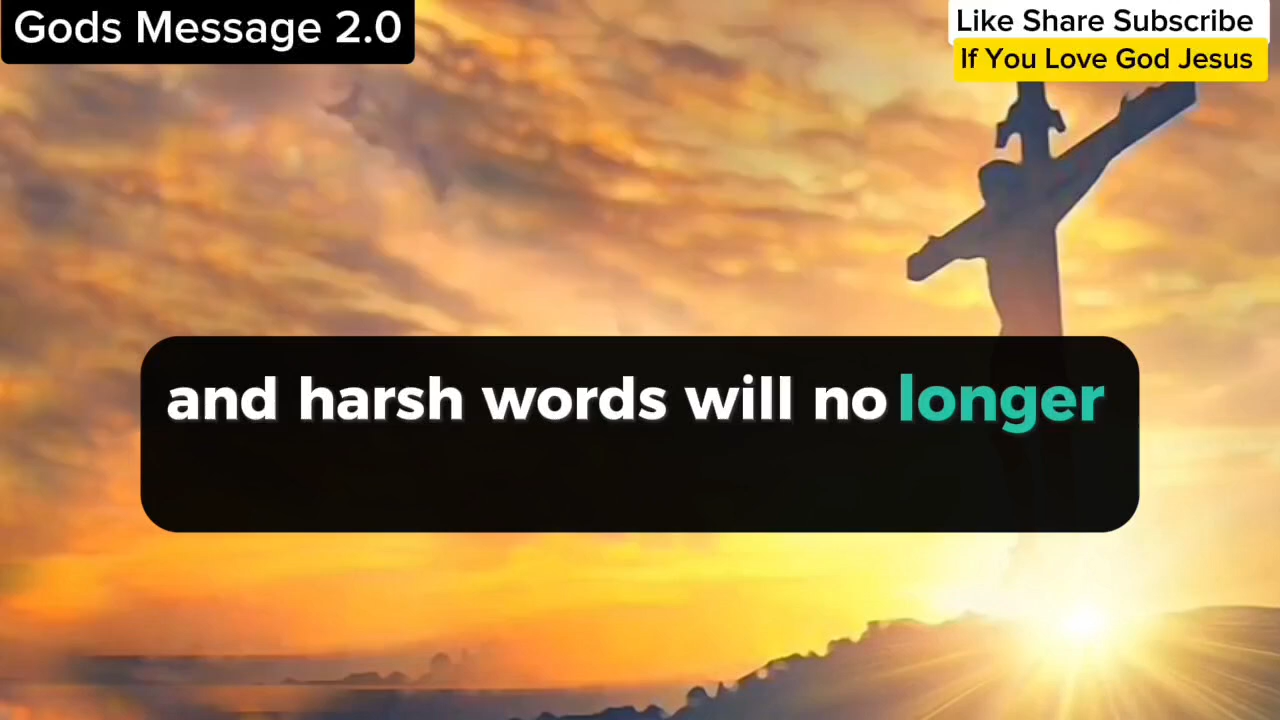 Gods Message 2.0
Like Share Subscribe
If You Love God Jesus
and harsh words will no longer